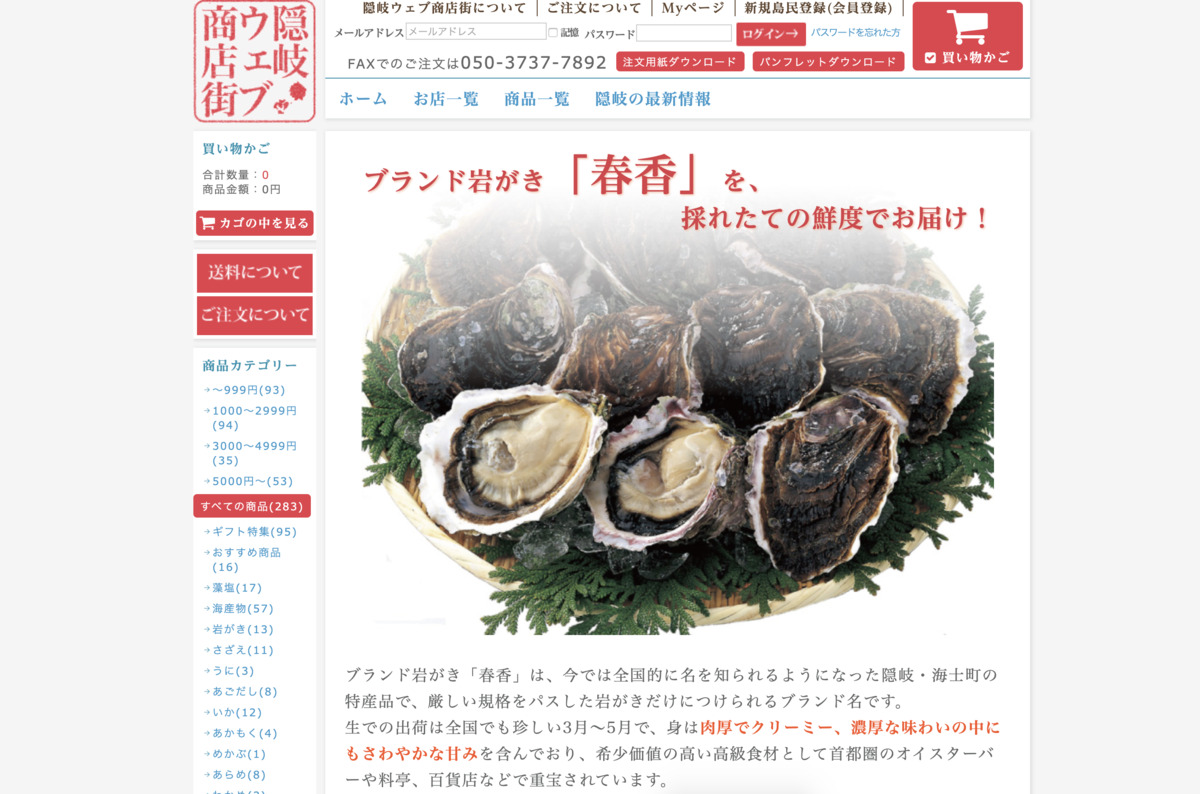 隠岐
ウェブ
商店街
隠岐ウェブ商店街について
ご注文について
Myページ
新規島民登録(会員登録)
買い物かご
メールアドレス
メールアドレス
記憶
パスワード
ログイン→
パスワードを忘れた方
FAXでのご注文は050-3737-7892
注文用紙ダウンロード
パンフレットダウンロード
ホーム
お店一覧
商品一覧
隠岐の最新情報
買い物かご
合計数量：0
商品金額：0円
カゴの中を見る
送料について
ご注文について
商品カテゴリー
〜999円(93)
1000〜2999円
(94)
3000〜4999円
(35)
5000円〜(53)
すべての商品(283)
ギフト特集(95)
おすすめ商品
(16)
藻塩(17)
海産物(57)
岩がき(13)
さざえ(11)
うに(3)
あごだし(8)
いか(12)
あかもく(4)
めかぶ(1)
あらめ(8)
ブランド岩がき「春香」を、
採れたての鮮度でお届け！
ブランド岩がき「春香」は、今では全国的に名を知られるようになった隠岐・海士町の
特産品で、厳しい規格をパスした岩がきだけにつけられるブランド名です。
生での出荷は全国でも珍しい3月〜5月で、身は肉厚でクリーミー、濃厚な味わいの中に
もさわやかな甘みを含んでおり、希少価値の高い高級食材として首都圏のオイスターバ
ーや料亭、百貨店などで重宝されています。